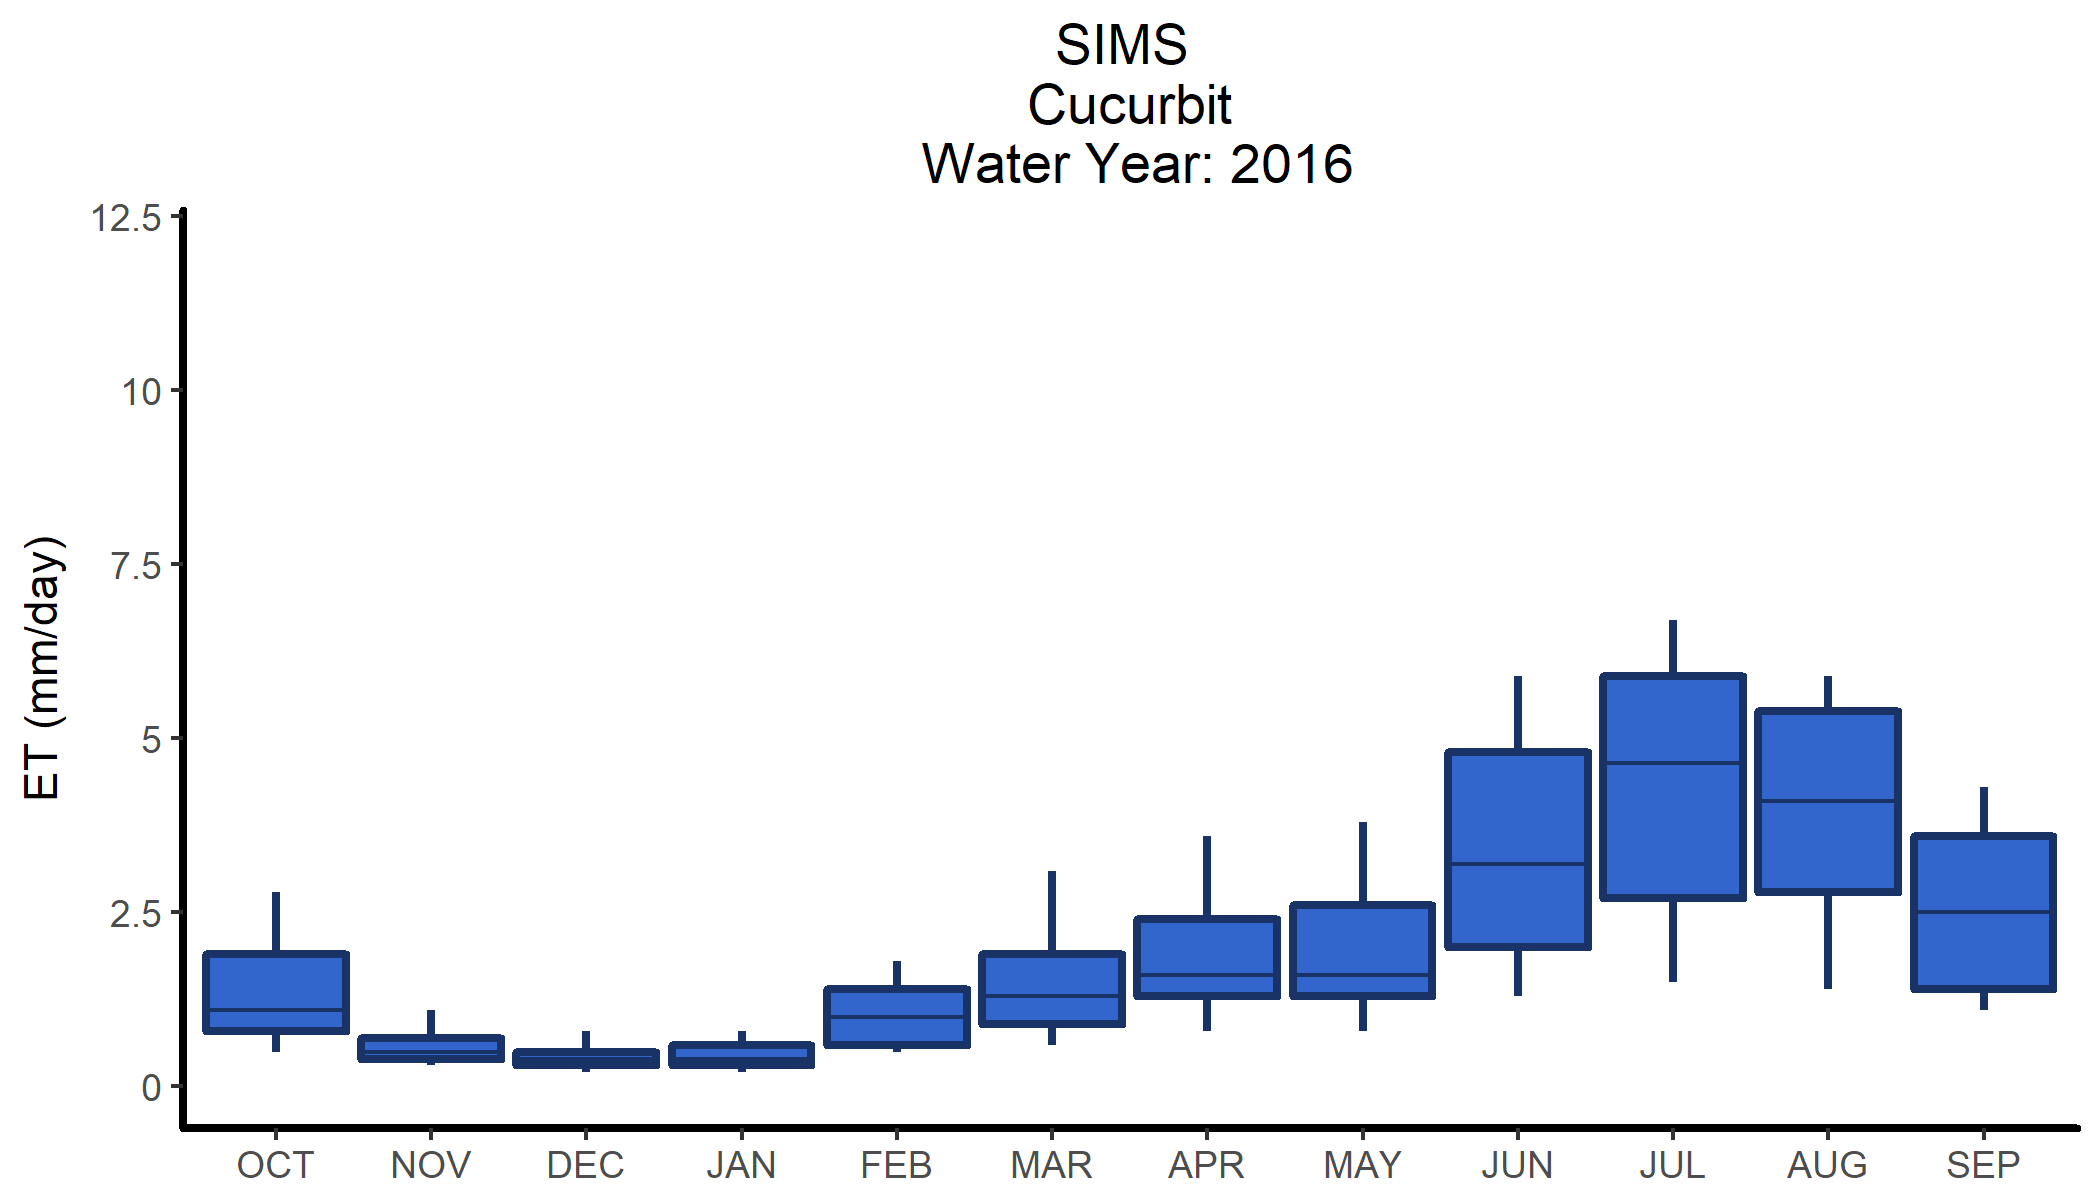 SIMS
Cucurbit
Water Year: 2016
ET (mm/day)
12.5
10
7.5
5
2.5
0
OCT NOV DEC JAN FEB MAR APR MAY JUN JUL AUG SEP